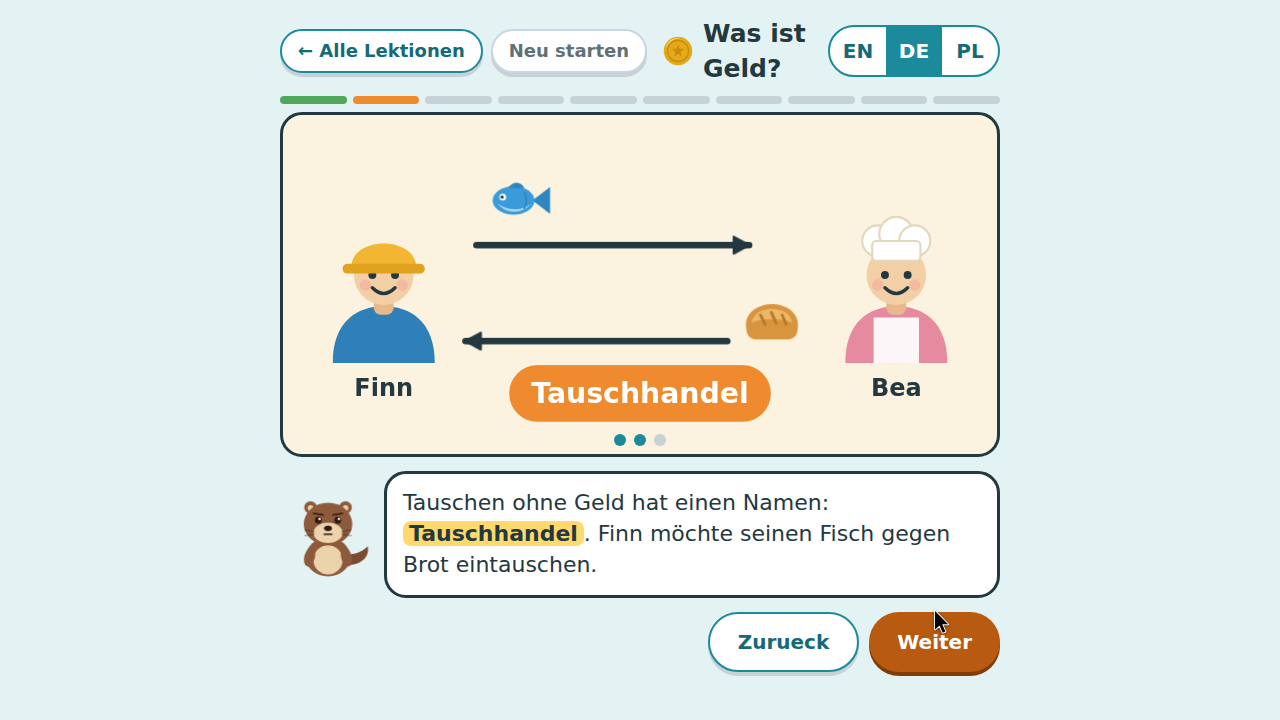 ← Alle Lektionen
Neu starten
Was ist
Geld?
EN
DE
PL
Finn
Bea
Tauschhandel
Tauschen ohne Geld hat einen Namen:
Tauschhandel. Finn möchte seinen Fisch gegen
Brot eintauschen.
Zurueck
Weiter